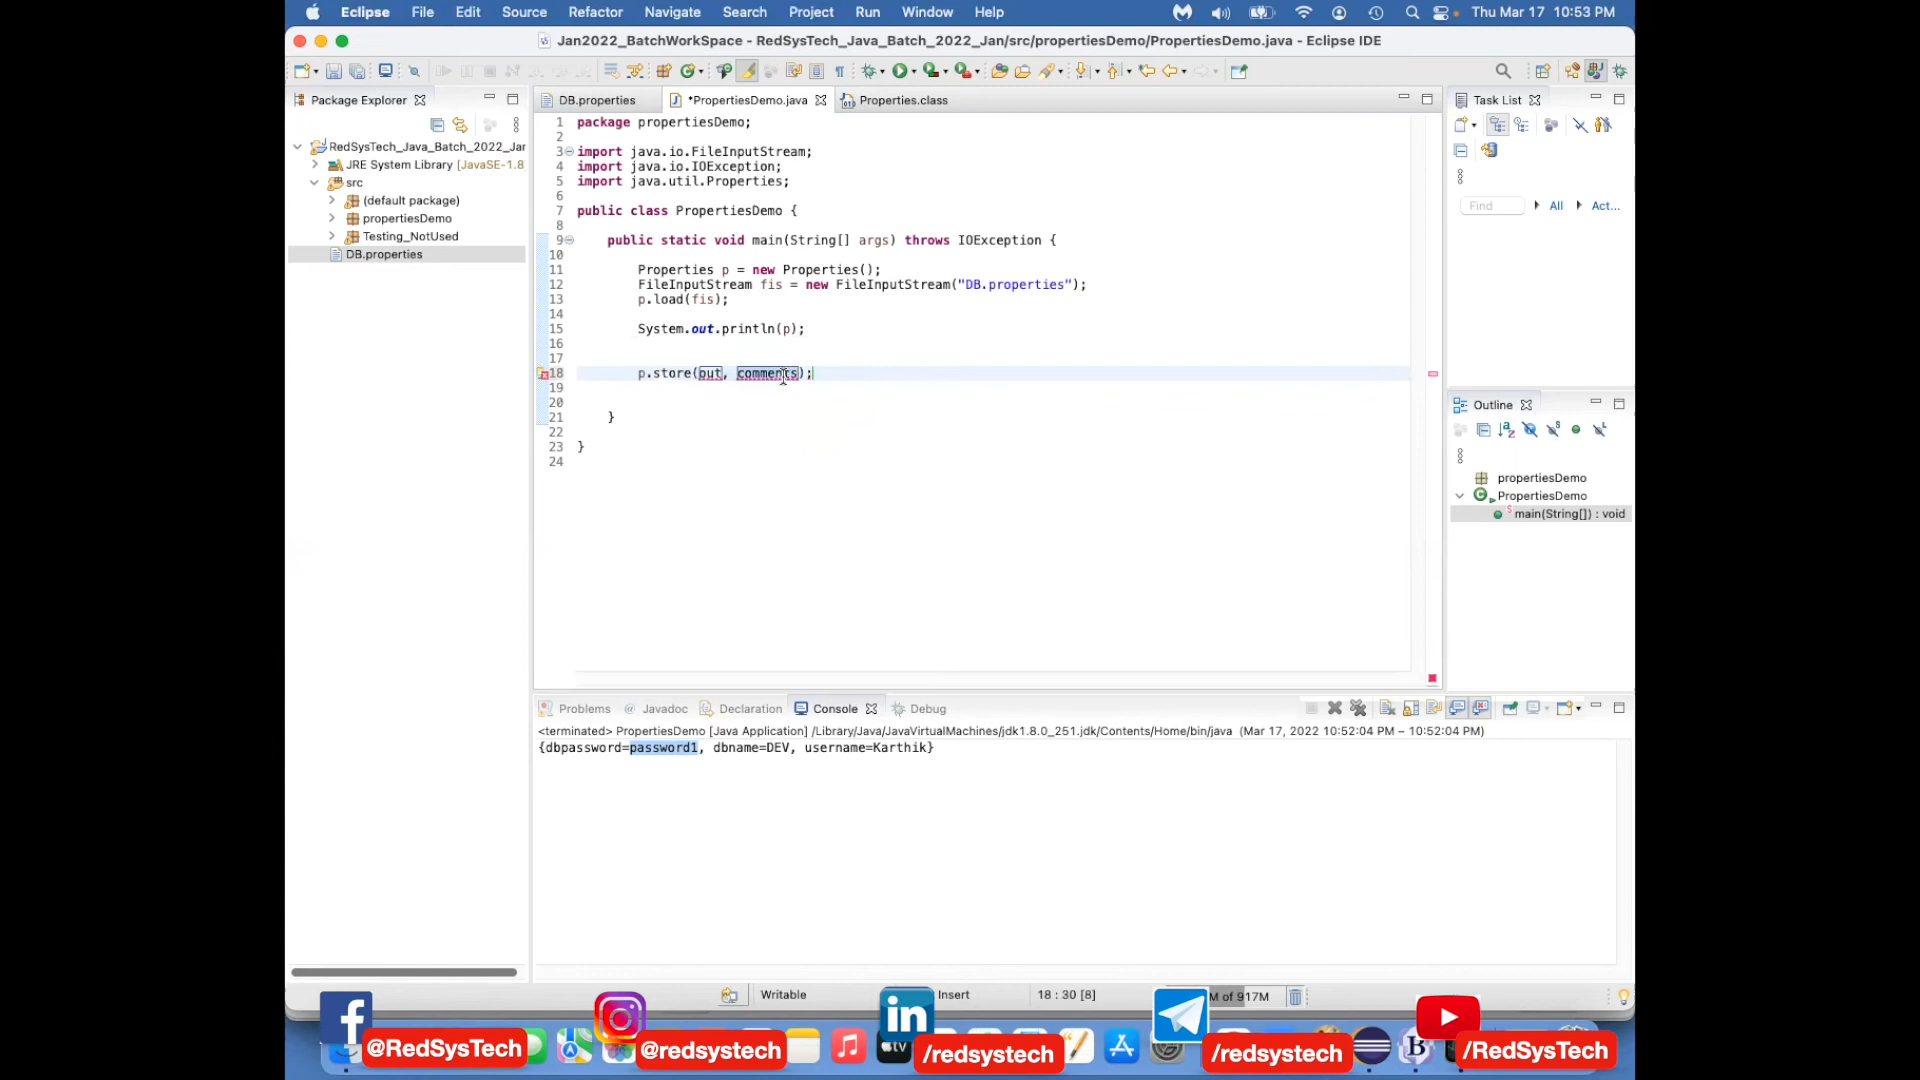 Eclipse File Edit Source Refactor Navigate Search Project Run Window Help Thu Mar 17 10:53 PM
Jan2022_BatchWorkSpace - RedSysTech_Java_Batch_2022_Jan/src/propertiesDemo/PropertiesDemo.java - Eclipse IDE
Package Explorer
RedSysTech_Java_Batch_2022_Jan
JRE System Library [JavaSE-1.8
src
(default package)
propertiesDemo
Testing_NotUsed
DB.properties
DB.properties *PropertiesDemo.java Properties.class
1 package propertiesDemo;
2
3 import java.io.FileInputStream;
4 import java.io.IOException;
5 import java.util.Properties;
6
7 public class PropertiesDemo {
8
9 public static void main(String[] args) throws IOException {
10
11 Properties p = new Properties();
12 FileInputStream fis = new FileInputStream("DB.properties");
13 p.load(fis);
14
15 System.out.println(p);
16
17
18 p.store(out, comments);
19
20
21 }
22
23 }
24
Task List
Find All Act...
Outline
propertiesDemo
PropertiesDemo
S main(String[]) : void
Problems @ Javadoc Declaration Console Debug
<terminated> PropertiesDemo [Java Application] /Library/Java/JavaVirtualMachines/jdk1.8.0_251.jdk/Contents/Home/bin/java (Mar 17, 2022 10:52:04 PM – 10:52:04 PM)
{dbpassword=password1, dbname=DEV, username=Karthik}
Writable Insert 18 : 30 [8] M of 917M
@RedSysTech @redsystech /redsystech /redsystech /RedSysTech
in
tv